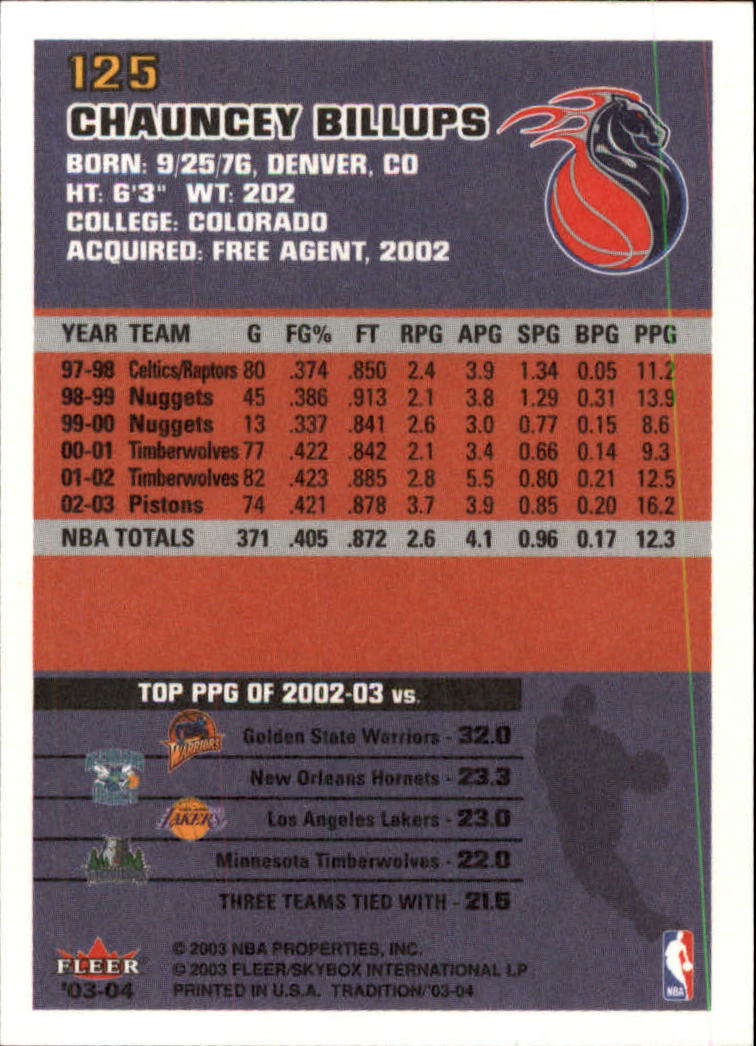 125
CHAUNCEY BILLUPS
BORN: 9/25/76, DENVER, CO
HT: 6'3" WT: 202
COLLEGE: COLORADO
ACQUIRED: FREE AGENT, 2002
YEAR TEAM G FG% FT RPG APG SPG BPG PPG
97-98 Celtics/Raptors 80 .374 .850 2.4 3.9 1.34 0.05 11.2
98-99 Nuggets 45 .386 .913 2.1 3.8 1.29 0.31 13.9
99-00 Nuggets 13 .337 .841 2.6 3.0 0.77 0.15 8.6
00-01 Timberwolves 77 .422 .842 2.1 3.4 0.66 0.14 9.3
01-02 Timberwolves 82 .423 .885 2.8 5.5 0.80 0.21 12.5
02-03 Pistons 74 .421 .878 3.7 3.9 0.85 0.20 16.2
NBA TOTALS 371 .405 .872 2.6 4.1 0.96 0.17 12.3
TOP PPG OF 2002-03 vs.
WARRIORS
Golden State Warriors - 32.0
New Orleans Hornets - 23.3
LAKERS
Los Angeles Lakers - 23.0
Minnesota Timberwolves - 22.0
THREE TEAMS TIED WITH - 21.5
FLEER
'03-04
© 2003 NBA PROPERTIES, INC.
© 2003 FLEER/SKYBOX INTERNATIONAL LP
PRINTED IN U.S.A. TRADITION/'03-04
NBA